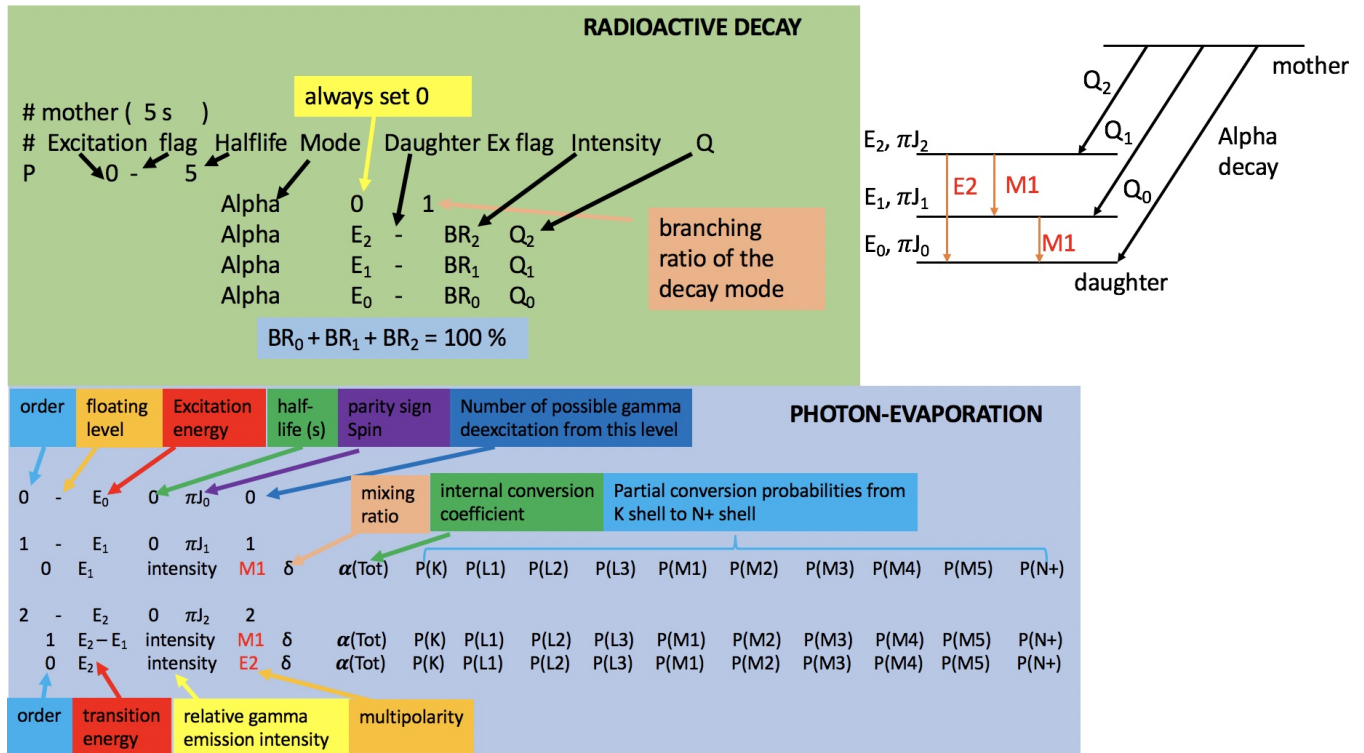 RADIOACTIVE DECAY
always set 0
# mother ( 5 s )
# Excitation flag Halflife Mode Daughter Ex flag Intensity Q
P 0 - 5
Alpha 0 1
Alpha E₂ - BR₂ Q₂
Alpha E₁ - BR₁ Q₁
Alpha E₀ - BR₀ Q₀
branching
ratio of the
decay mode
BR₀ + BR₁ + BR₂ = 100 %
mother
Q₂
Q₁
Q₀
Alpha
decay
E₂, πJ₂
E2 M1
E₁, πJ₁
M1
E₀, πJ₀
daughter
PHOTON-EVAPORATION
order
floating
level
Excitation
energy
half-
life (s)
parity sign
Spin
Number of possible gamma
deexcitation from this level
0 - E₀ 0 πJ₀ 0
mixing
ratio
internal conversion
coefficient
Partial conversion probabilities from
K shell to N+ shell
1 - E₁ 0 πJ₁ 1
0 E₁ intensity M1 δ α(Tot) P(K) P(L1) P(L2) P(L3) P(M1) P(M2) P(M3) P(M4) P(M5) P(N+)
2 - E₂ 0 πJ₂ 2
1 E₂ – E₁ intensity M1 δ α(Tot) P(K) P(L1) P(L2) P(L3) P(M1) P(M2) P(M3) P(M4) P(M5) P(N+)
0 E₂ intensity E2 δ α(Tot) P(K) P(L1) P(L2) P(L3) P(M1) P(M2) P(M3) P(M4) P(M5) P(N+)
order
transition
energy
relative gamma
emission intensity
multipolarity